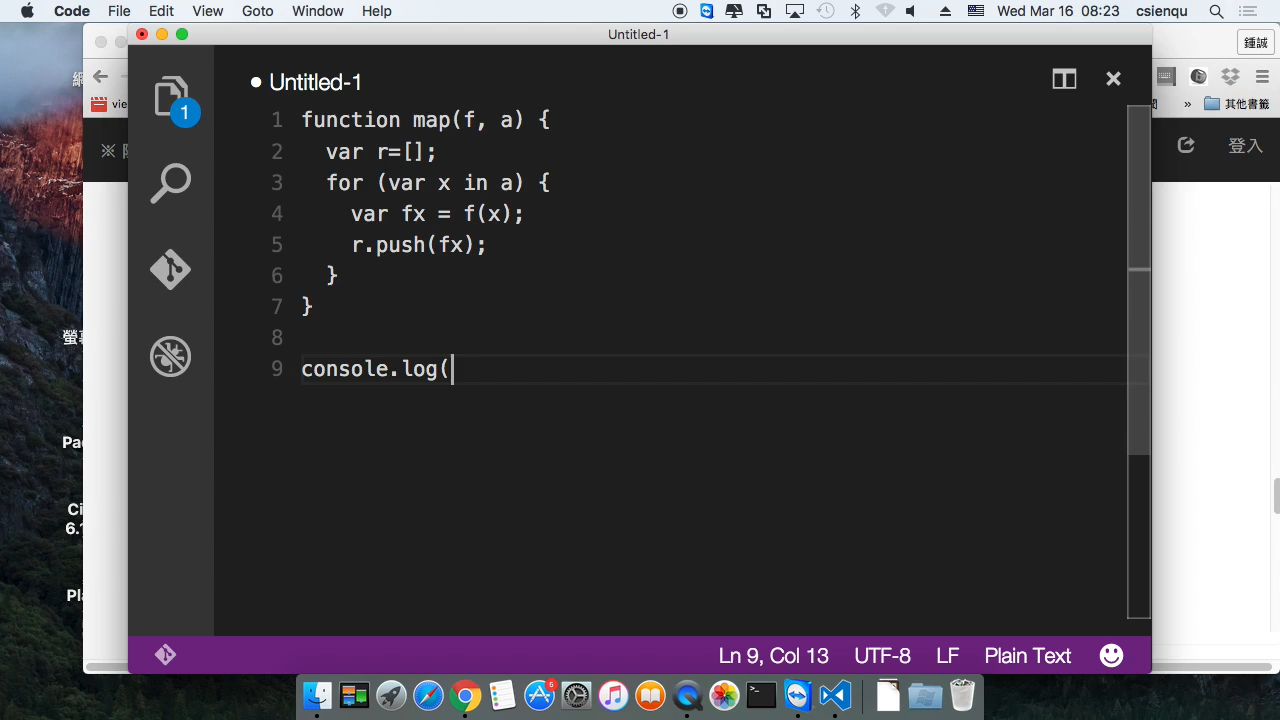 Code File Edit View Goto Window Help Wed Mar 16 08:23 csienqu
Untitled-1
鍾誠
vie
» 其他書籤
登入
Untitled-1
1
1 function map(f, a) {
2 var r=[];
3 for (var x in a) {
4 var fx = f(x);
5 r.push(fx);
6 }
7 }
8
9 console.log(
Ln 9, Col 13 UTF-8 LF Plain Text
6